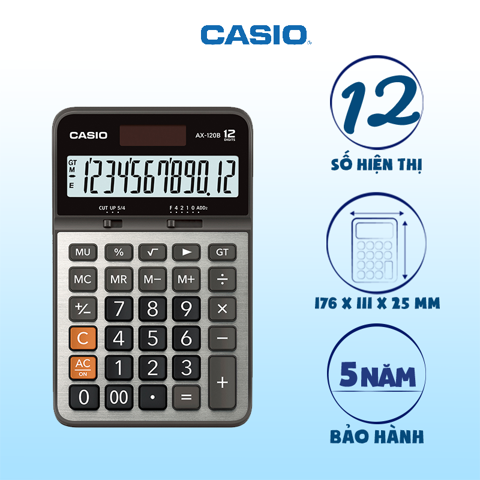 CASIO
CASIO
AX-120B
12
DIGITS
GT
M
E
1234567890.12
CUT UP 5/4
F 4 2 1 0 ADD2
MU % √ ▶ GT
MC MR M− M+ ÷
+/− 7 8 9 ×
C 4 5 6 −
AC
ON
1 2 3 +
0 00 • =
12
SỐ HIỆN THỊ
176 X 111 X 25 MM
5 NĂM
BẢO HÀNH